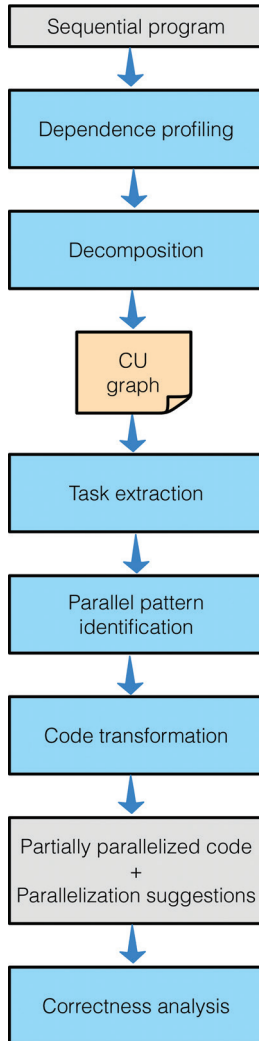 Sequential program
Dependence profiling
Decomposition
CU
graph
Task extraction
Parallel pattern
identification
Code transformation
Partially parallelized code
+
Parallelization suggestions
Correctness analysis